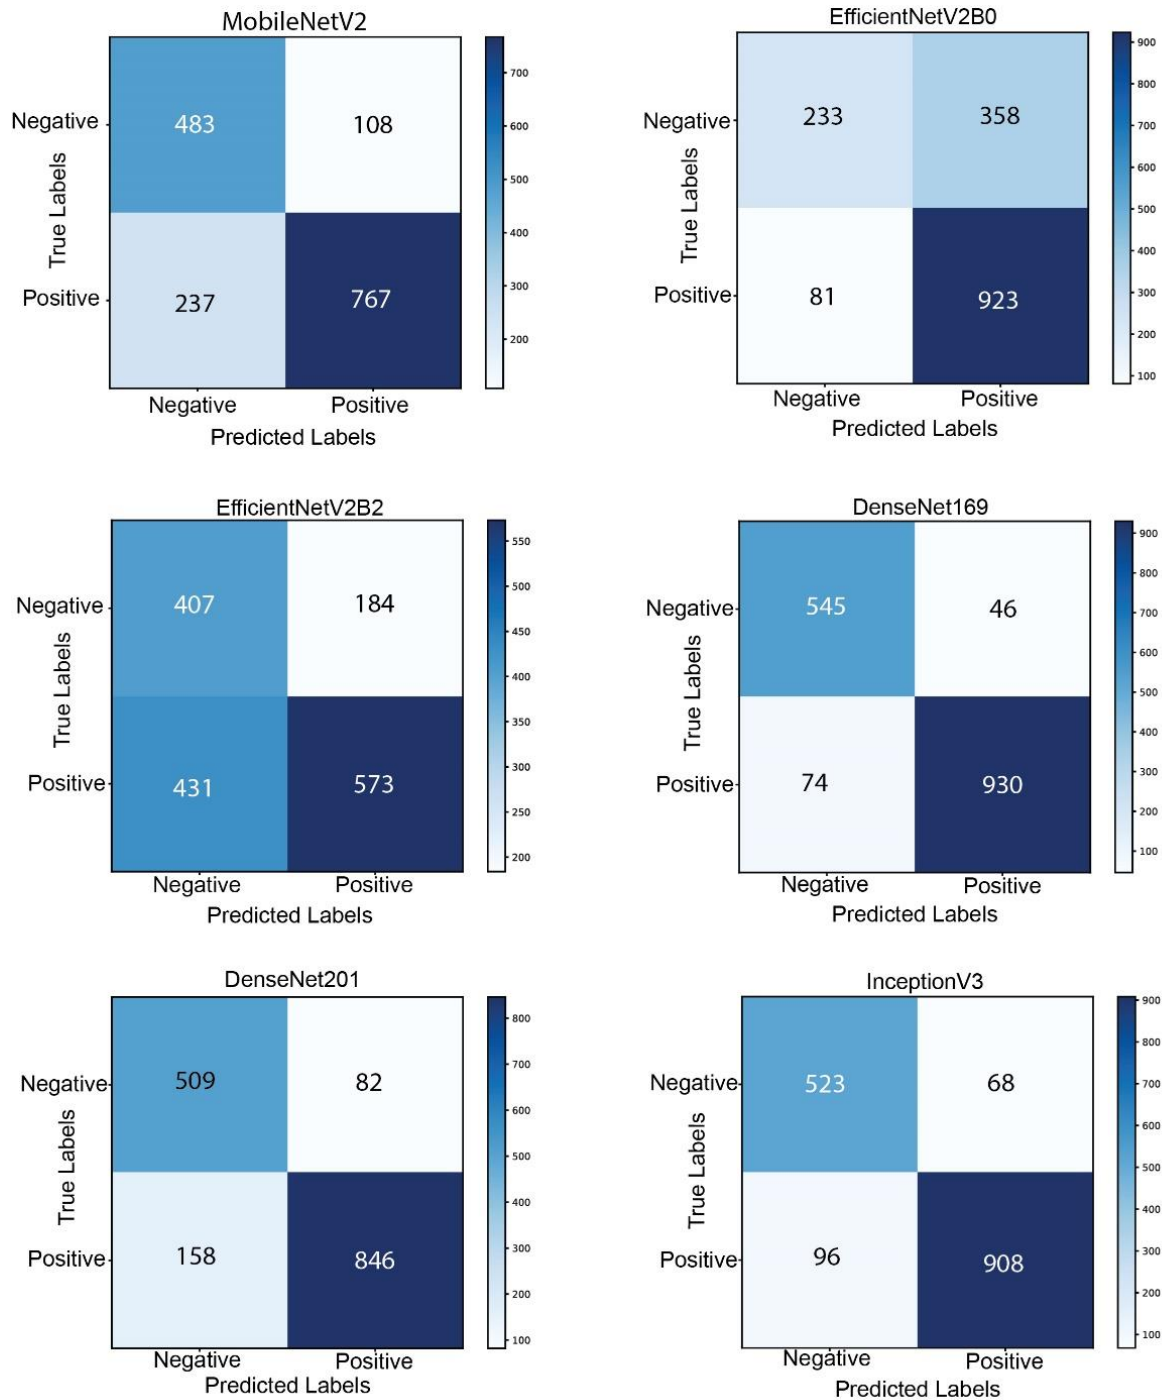 MobileNetV2
Negative
Positive
True Labels
483 108
237 767
Negative Positive
Predicted Labels
700
600
500
400
300
200
EfficientNetV2B0
Negative
Positive
True Labels
233 358
81 923
Negative Positive
Predicted Labels
900
800
700
600
500
400
300
200
100
EfficientNetV2B2
Negative
Positive
True Labels
407 184
431 573
Negative Positive
Predicted Labels
550
500
450
400
350
300
250
200
DenseNet169
Negative
Positive
True Labels
545 46
74 930
Negative Positive
Predicted Labels
900
800
700
600
500
400
300
200
100
DenseNet201
Negative
Positive
True Labels
509 82
158 846
Negative Positive
Predicted Labels
800
700
600
500
400
300
200
100
InceptionV3
Negative
Positive
True Labels
523 68
96 908
Negative Positive
Predicted Labels
900
800
700
600
500
400
300
200
100